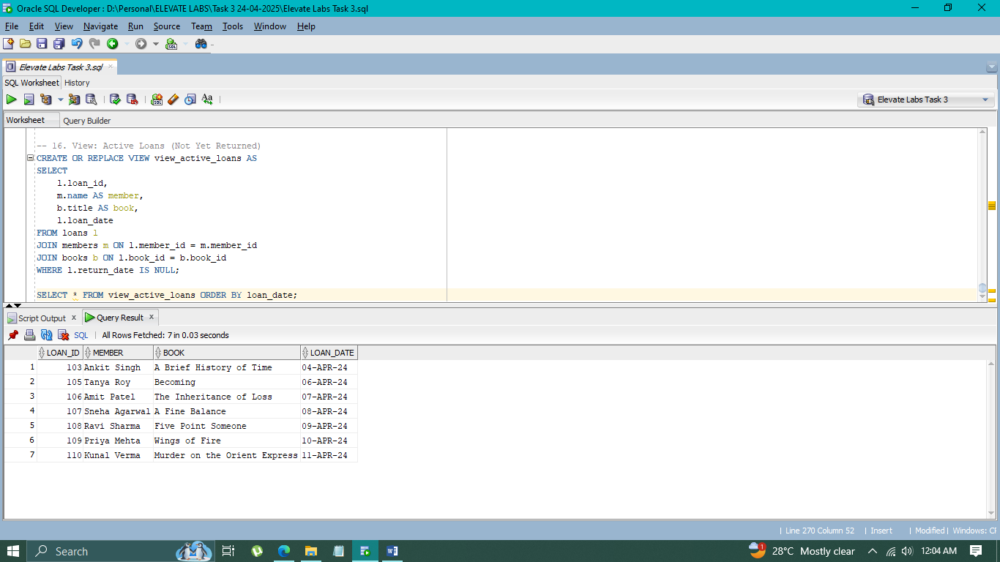 Oracle SQL Developer : D:\Personal\ELEVATE LABS\Task 3 24-04-2025\Elevate Labs Task 3.sql
File Edit View Navigate Run Source Team Tools Window Help
Elevate Labs Task 3.sql
SQL Worksheet History
Elevate Labs Task 3
Worksheet Query Builder
-- 16. View: Active Loans (Not Yet Returned)
CREATE OR REPLACE VIEW view_active_loans AS
SELECT
l.loan_id,
m.name AS member,
b.title AS book,
l.loan_date
FROM loans l
JOIN members m ON l.member_id = m.member_id
JOIN books b ON l.book_id = b.book_id
WHERE l.return_date IS NULL;
SELECT * FROM view_active_loans ORDER BY loan_date;
Script Output x Query Result x
SQL | All Rows Fetched: 7 in 0.03 seconds
LOAN_ID MEMBER BOOK LOAN_DATE
1 103 Ankit Singh A Brief History of Time 04-APR-24
2 105 Tanya Roy Becoming 06-APR-24
3 106 Amit Patel The Inheritance of Loss 07-APR-24
4 107 Sneha Agarwal A Fine Balance 08-APR-24
5 108 Ravi Sharma Five Point Someone 09-APR-24
6 109 Priya Mehta Wings of Fire 10-APR-24
7 110 Kunal Verma Murder on the Orient Express 11-APR-24
| Line 270 Column 52 | Insert | Modified | Windows: CF
Search 1 28°C Mostly clear 12:04 AM